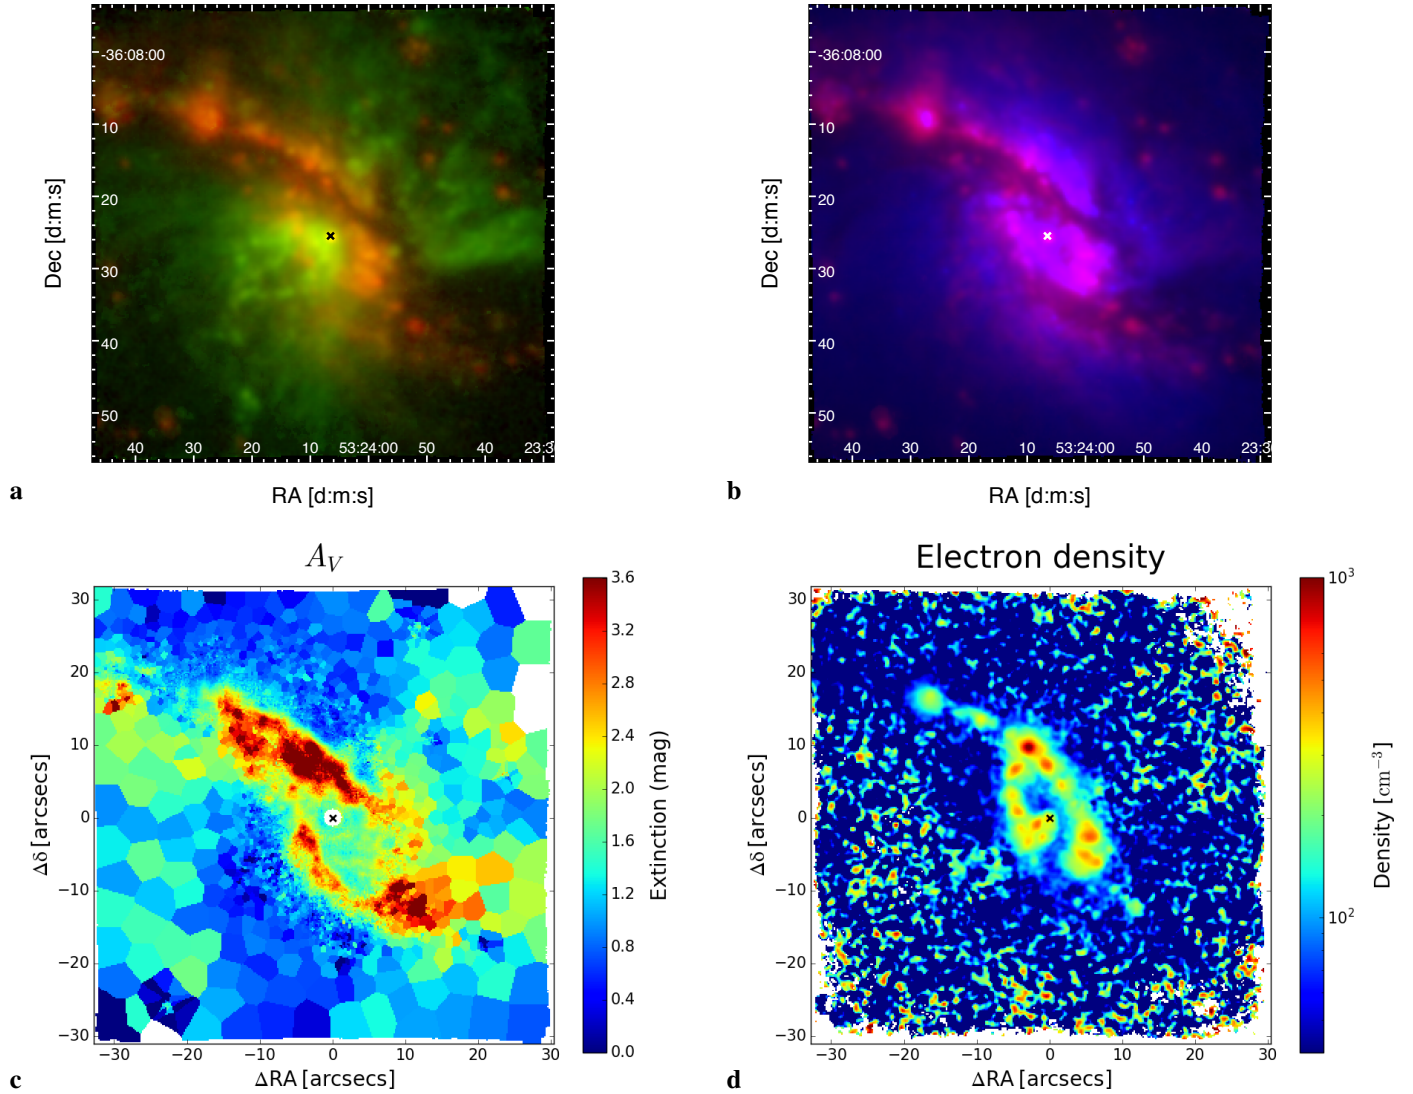 -36:08:00
10
20
30
40
50
Dec [d:m:s]
40 30 20 10 53:24:00 50 40 23:3
RA [d:m:s]
a
-36:08:00
10
20
30
40
50
Dec [d:m:s]
40 30 20 10 53:24:00 50 40 23:3
RA [d:m:s]
b
A_V
30
20
10
0
−10
−20
−30
Δδ [arcsecs]
−30 −20 −10 0 10 20 30
ΔRA [arcsecs]
3.6
3.2
2.8
2.4
2.0
1.6
1.2
0.8
0.4
0.0
Extinction (mag)
c
Electron density
30
20
10
0
−10
−20
−30
Δδ [arcsecs]
−30 −20 −10 0 10 20 30
ΔRA [arcsecs]
10³
10²
Density [cm⁻³]
d